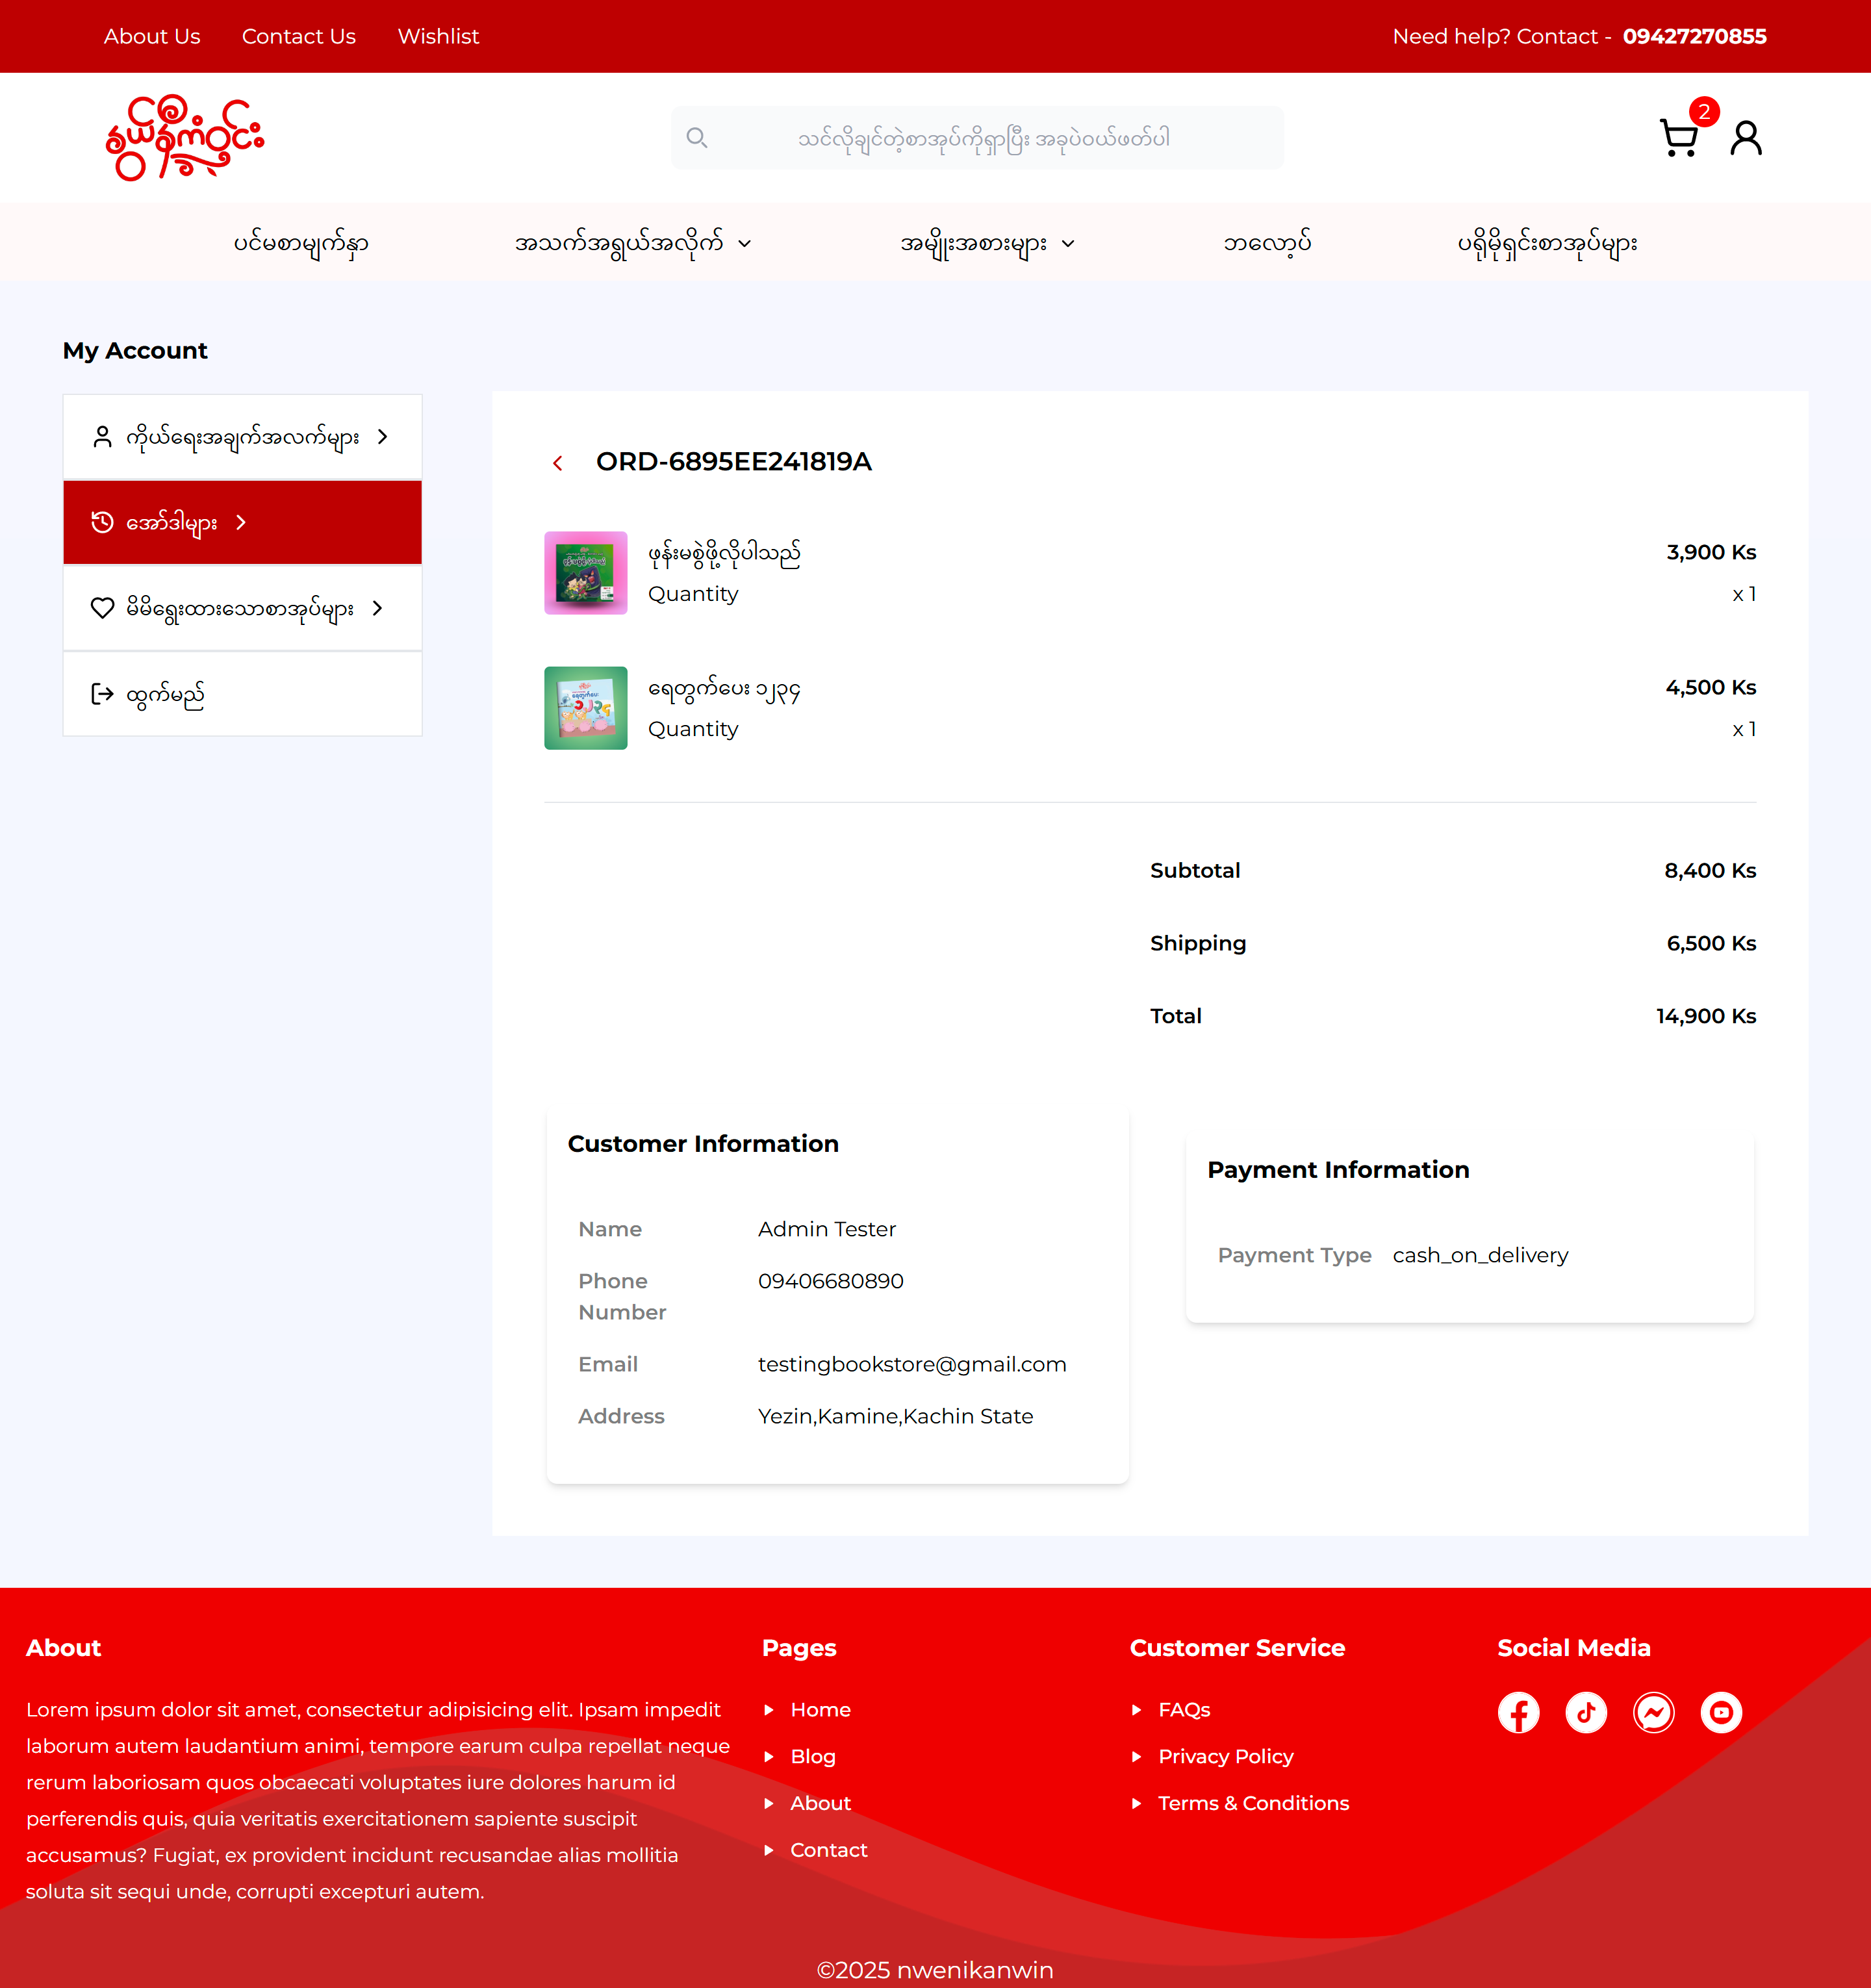 About Us
Contact Us
Wishlist
Need help? Contact - 09427270855
နွယ်နီကံဝင်း
2
သင်လိုချင်တဲ့စာအုပ်ကိုရှာပြီး အခုပဲဝယ်ဖတ်ပါ
ပင်မစာမျက်နှာ
အသက်အရွယ်အလိုက်
အမျိုးအစားများ
ဘလော့ပ်
ပရိုမိုရှင်းစာအုပ်များ
My Account
ကိုယ်ရေးအချက်အလက်များ
အော်ဒါများ
မိမိရွေးထားသောစာအုပ်များ
ထွက်မည်
ORD-6895EE241819A
ဖုန်းမစွဲဖို့လိုပါသည်
3,900 Ks
Quantity
x 1
ရေတွက်ပေး ၁၂၃၄
4,500 Ks
Quantity
x 1
Subtotal
8,400 Ks
Shipping
6,500 Ks
Total
14,900 Ks
Customer Information
Name
Admin Tester
Phone Number
09406680890
Email
testingbookstore@gmail.com
Address
Yezin,Kamine,Kachin State
Payment Information
Payment Type
cash_on_delivery
About
Lorem ipsum dolor sit amet, consectetur adipisicing elit. Ipsam impedit
laborum autem laudantium animi, tempore earum culpa repellat neque
rerum laboriosam quos obcaecati voluptates iure dolores harum id
perferendis quis, quia veritatis exercitationem sapiente suscipit
accusamus? Fugiat, ex provident incidunt recusandae alias mollitia
soluta sit sequi unde, corrupti excepturi autem.
Pages
Home
Blog
About
Contact
Customer Service
FAQs
Privacy Policy
Terms & Conditions
Social Media
©2025 nwenikanwin